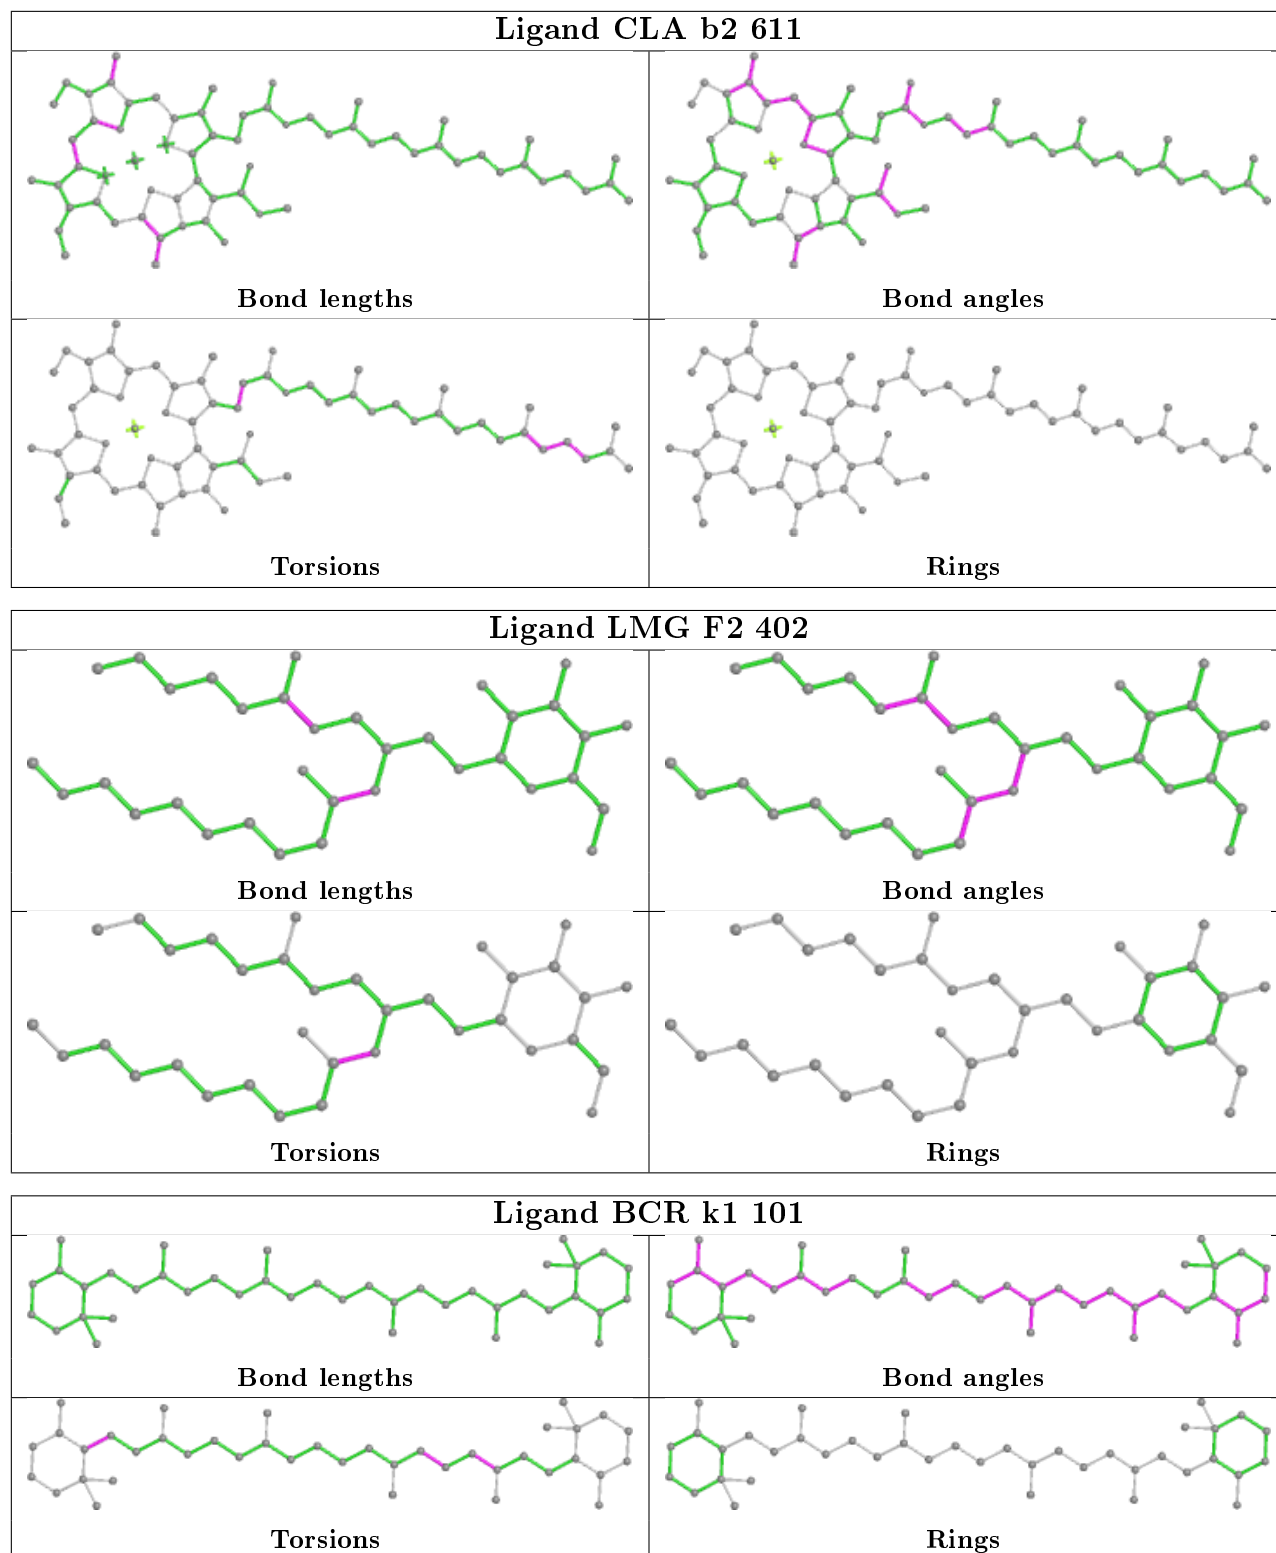 Ligand CLA b2 611
Bond lengths
Bond angles
Torsions
Rings
Ligand LMG F2 402
Bond lengths
Bond angles
Torsions
Rings
Ligand BCR k1 101
Bond lengths
Bond angles
Torsions
Rings